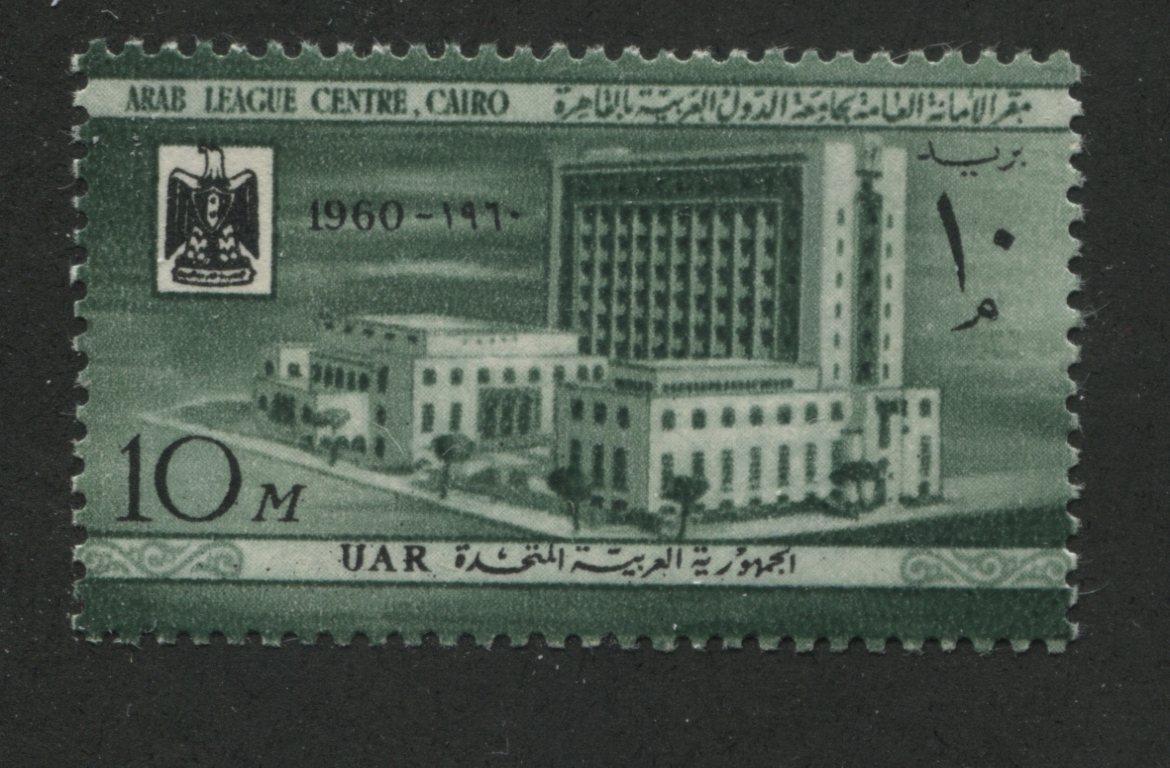 ARAB LEAGUE CENTRE, CAIRO مقر الأمانة العامة بجامعة الدول العربية بالقاهرة
1960 - ١٩٦٠
بريد
١٠
م
10 M
UAR الجمهورية العربية المتحدة